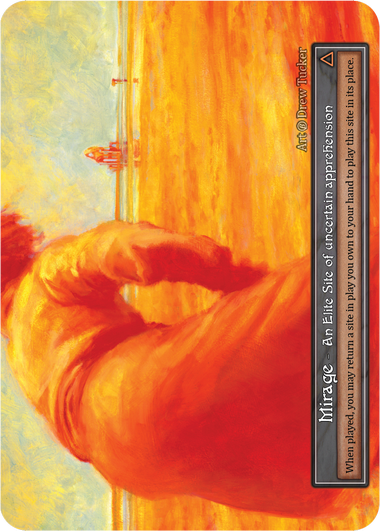 Art @ Drew Tucker
Mirage – An Elite Site of uncertain apprehension
When played, you may return a site in play you own to your hand to play this site in its place.